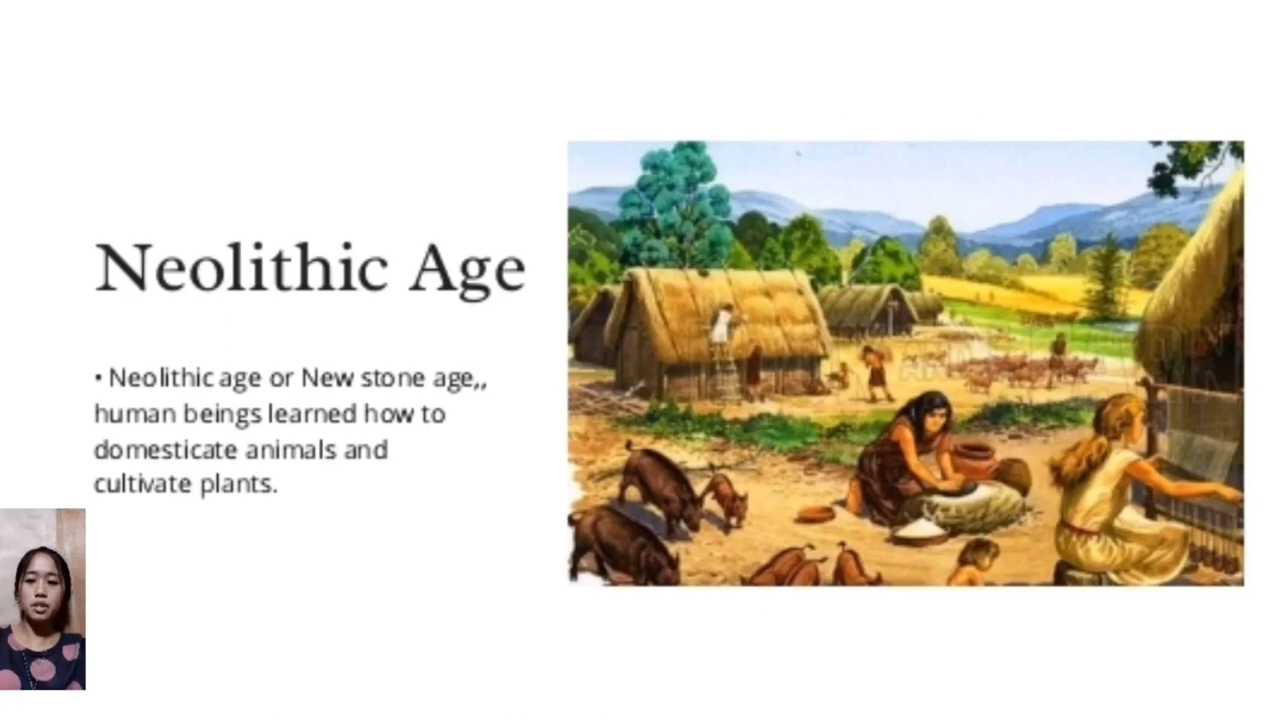 Neolithic Age
• Neolithic age or New stone age,,
human beings learned how to
domesticate animals and
cultivate plants.